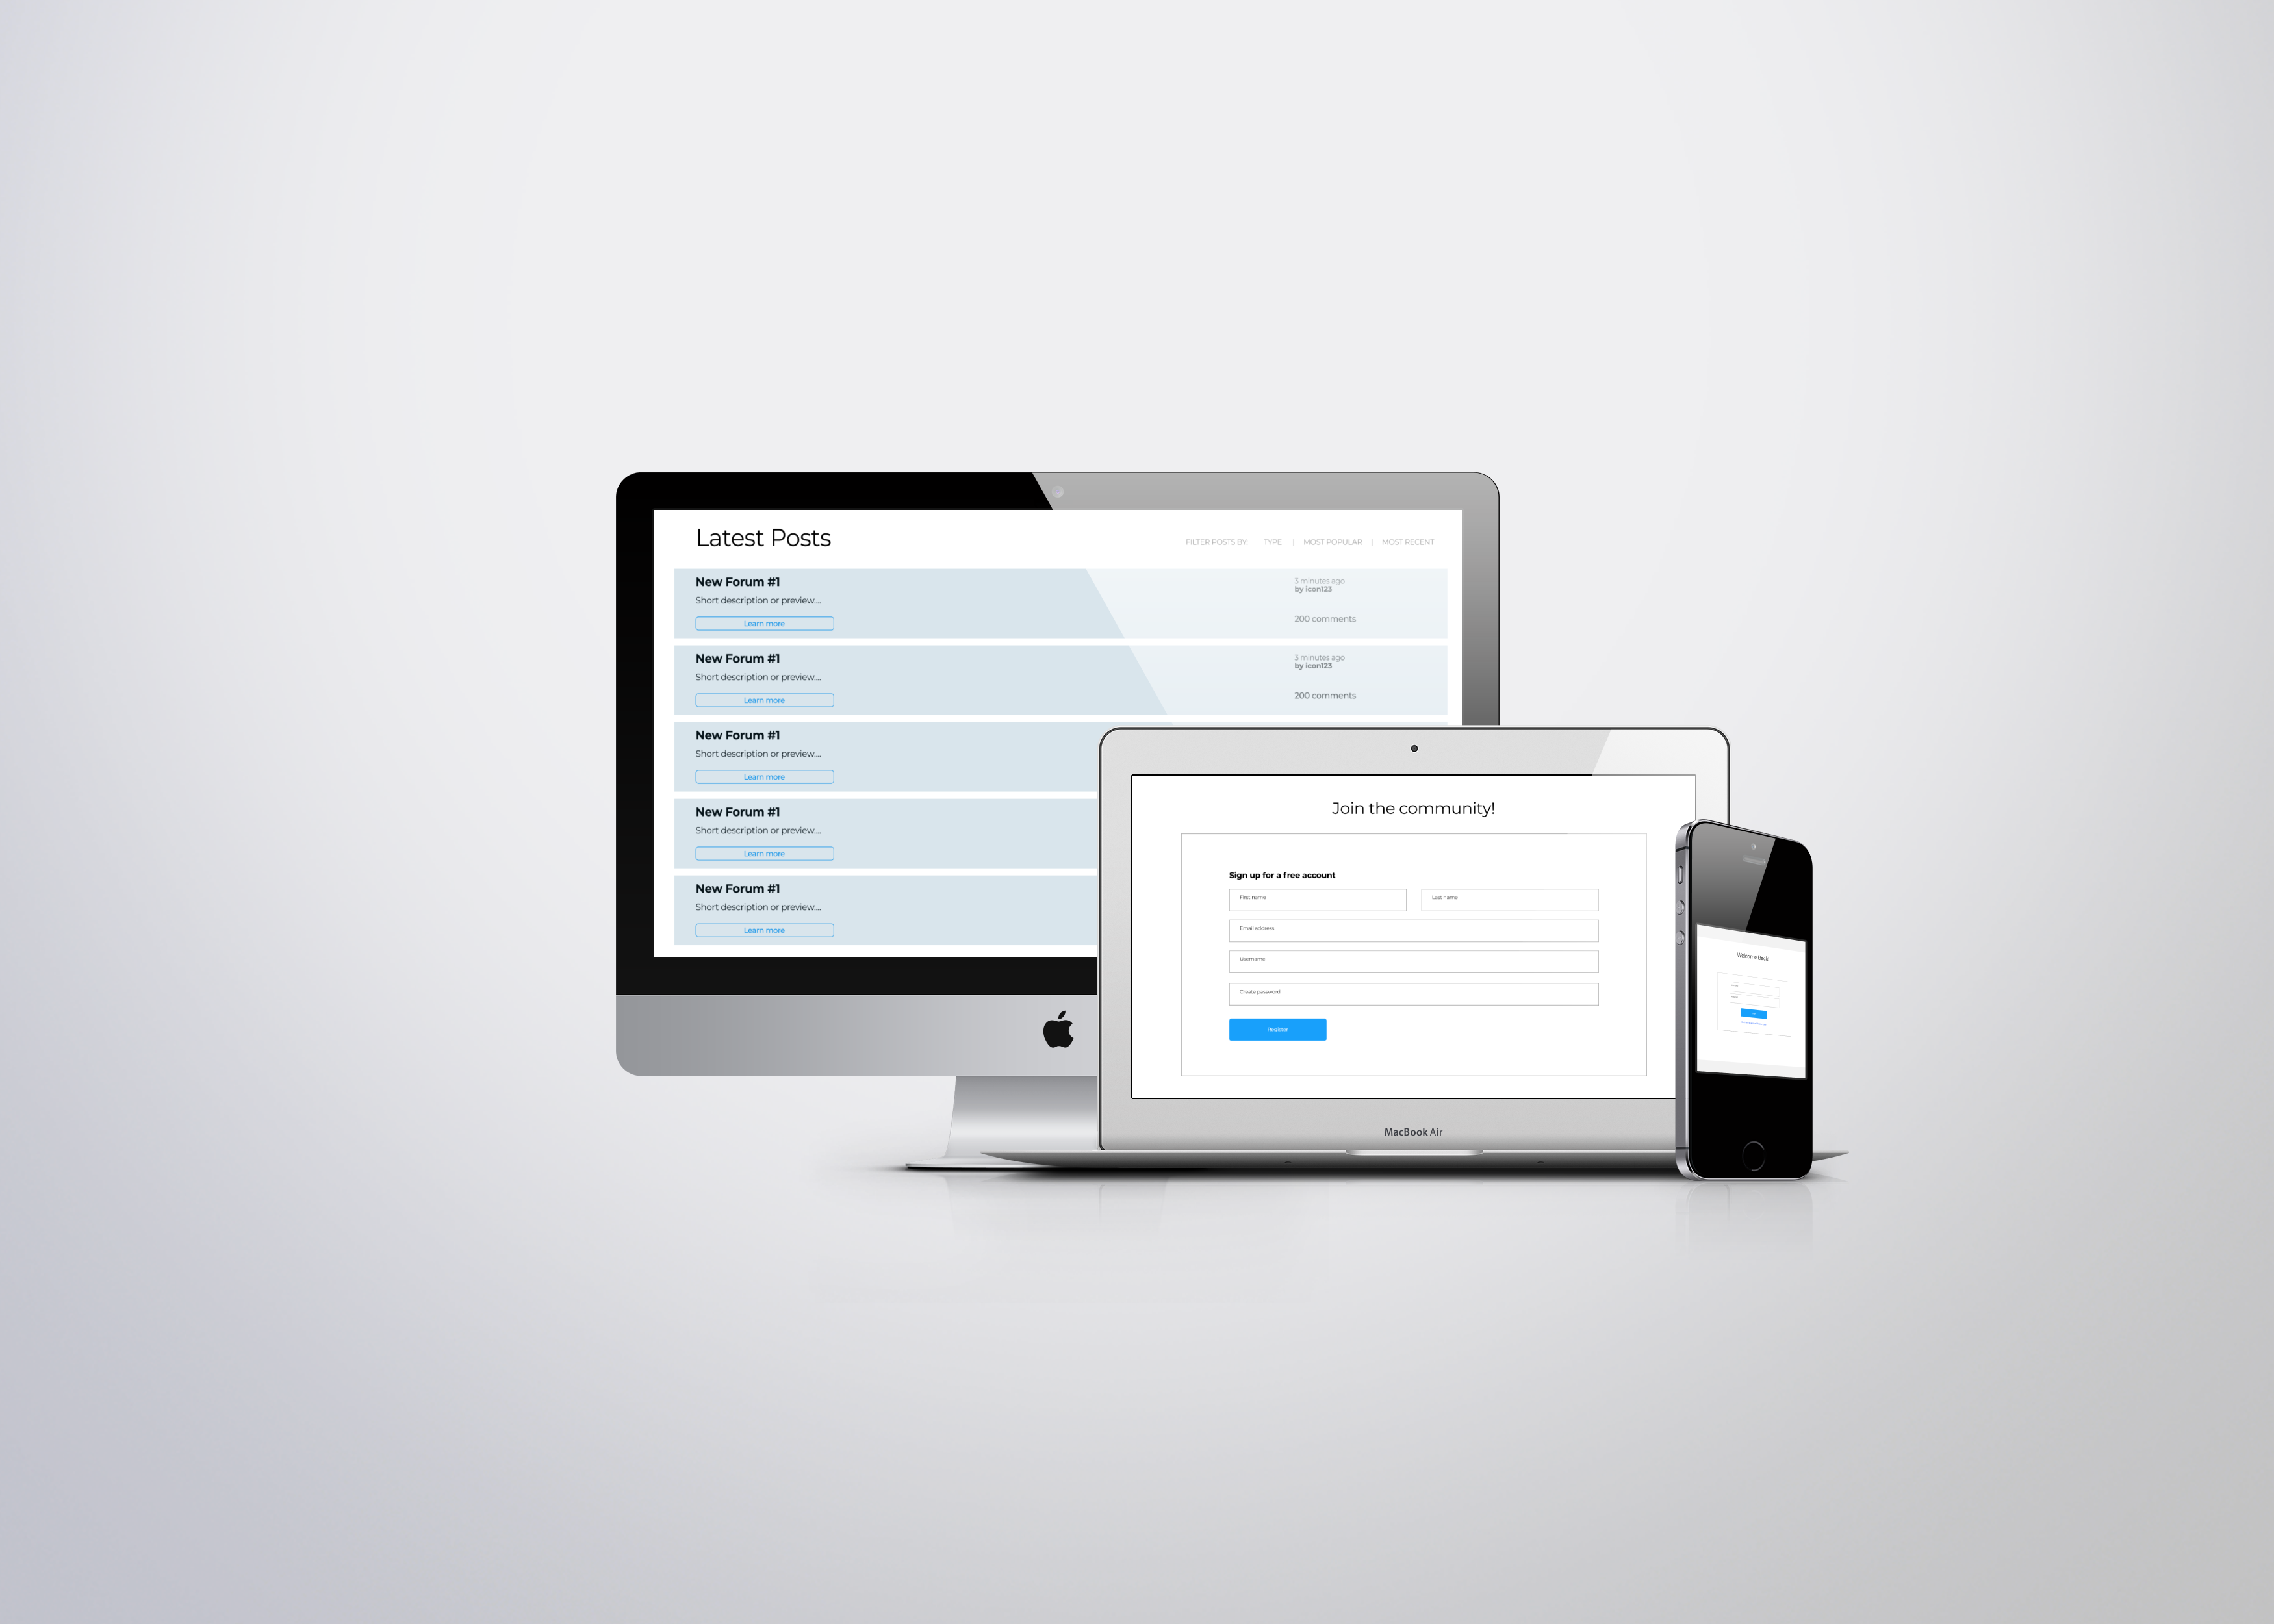 Latest Posts
FILTER POSTS BY: TYPE | MOST POPULAR | MOST RECENT
New Forum #1
Short description or preview....
Learn more
3 minutes ago
by icon123
200 comments
New Forum #1
Short description or preview....
Learn more
3 minutes ago
by icon123
200 comments
New Forum #1
Short description or preview....
Learn more
New Forum #1
Short description or preview....
Learn more
New Forum #1
Short description or preview....
Learn more
Join the community!
Sign up for a free account
First name
Last name
Email address
Username
Create password
Register
MacBook Air
Welcome Back!